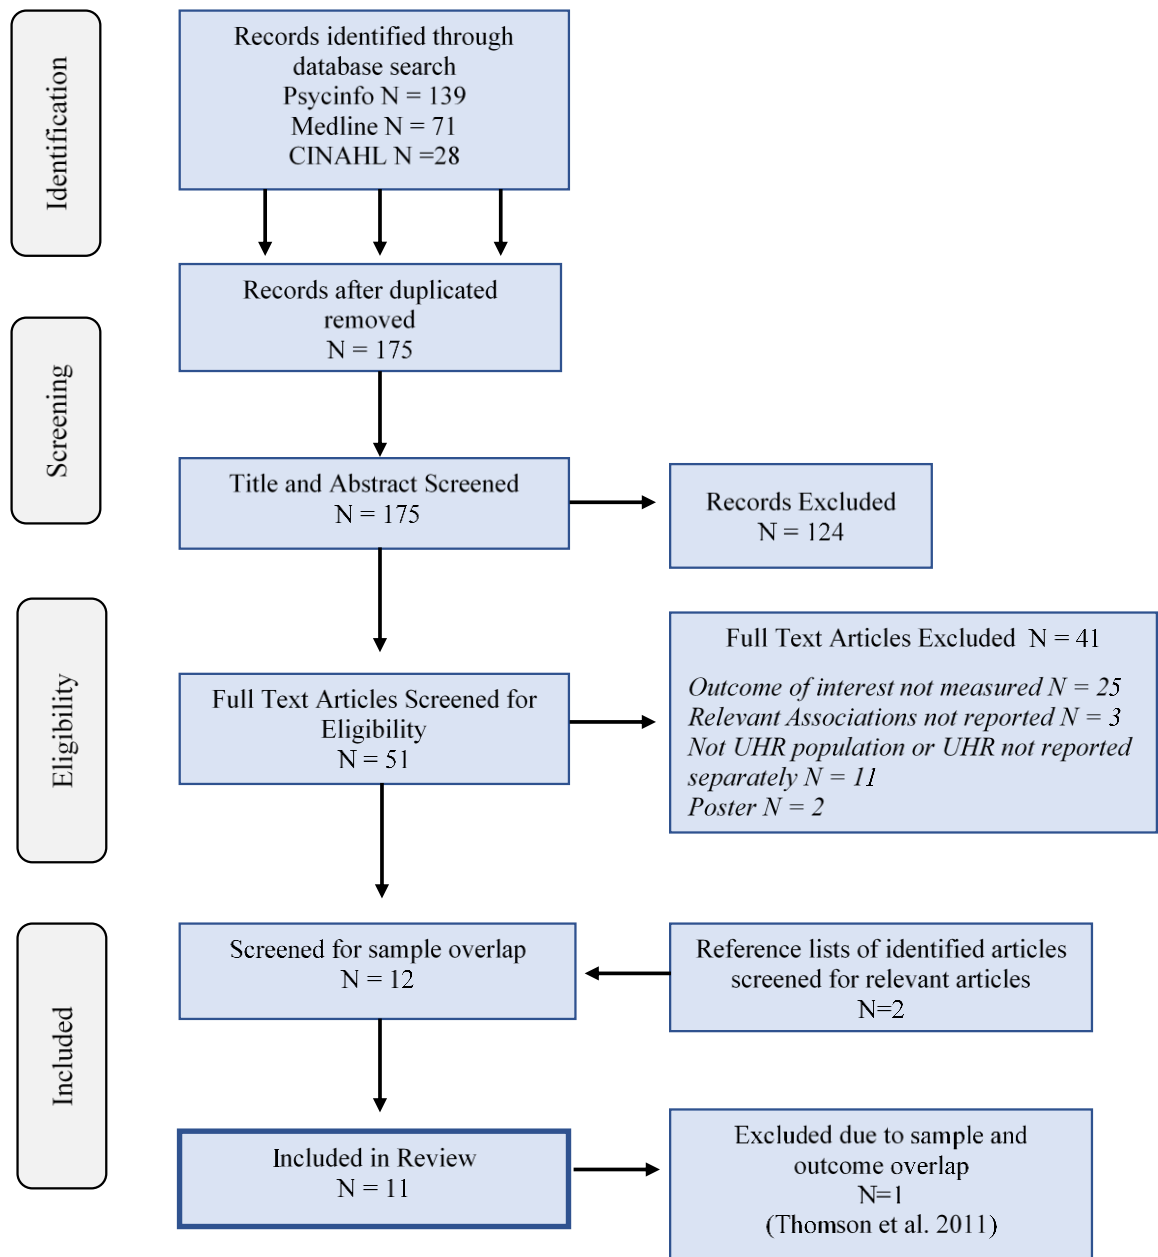 Identification
Records identified through
database search
Psycinfo N = 139
Medline N = 71
CINAHL N =28
Records after duplicated
removed
N = 175
Screening
Title and Abstract Screened
N = 175
Records Excluded
N = 124
Eligibility
Full Text Articles Screened for
Eligibility
N = 51
Full Text Articles Excluded N = 41
Outcome of interest not measured N = 25
Relevant Associations not reported N = 3
Not UHR population or UHR not reported
separately N = 11
Poster N = 2
Included
Screened for sample overlap
N = 12
Reference lists of identified articles
screened for relevant articles
N=2
Included in Review
N = 11
Excluded due to sample and
outcome overlap
N=1
(Thomson et al. 2011)